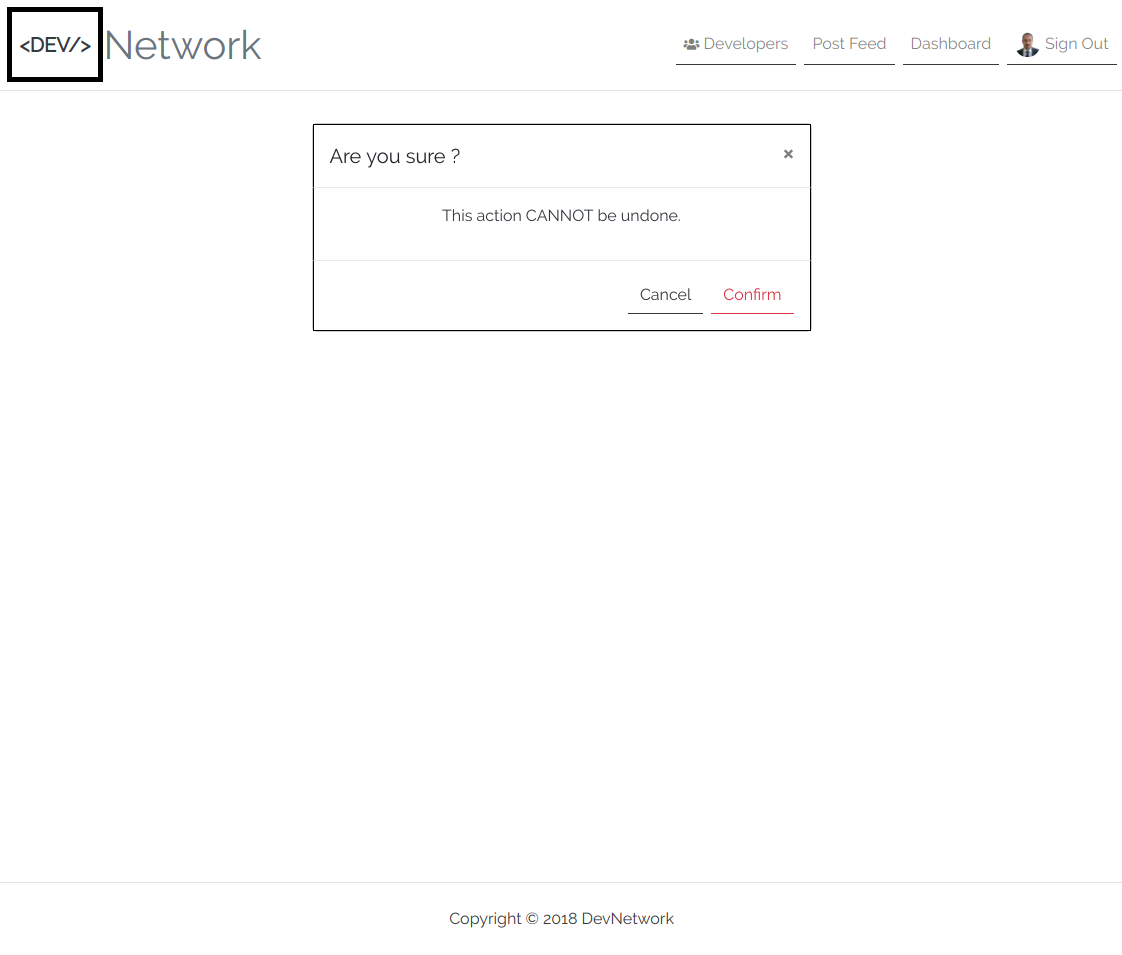 <DEV/> Network
Developers Post Feed Dashboard Sign Out
Are you sure ? ×
This action CANNOT be undone.
Cancel Confirm
Copyright © 2018 DevNetwork